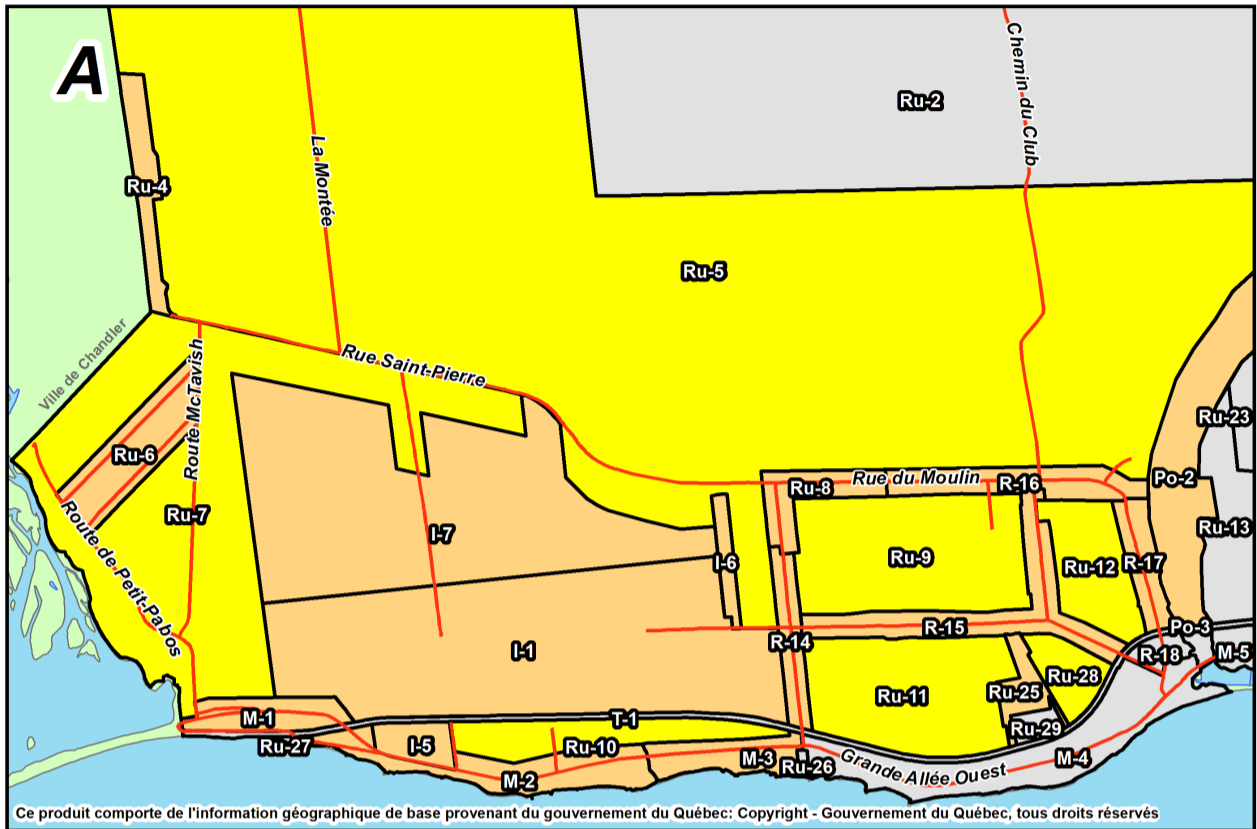 A
Chemin du Club
Ru-2
La Montée
Ru-4
Ru-5
Ville de Chandler
Rue Saint-Pierre
Route McTavish
Ru-23
Ru-6
Rue du Moulin
Po-2
Ru-8
R-16
Ru-7
Route de Petit-Pabos
Ru-13
I-7
I-6
Ru-9
Ru-12
R-17
R-15
Po-3
R-14
I-1
R-18
M-5
Ru-28
Ru-25
Ru-11
M-1
T-1
Ru-29
Ru-27
I-5
Ru-10
M-3
Ru-26
Grande Allée Ouest
M-4
M-2
Ce produit comporte de l'information géographique de base provenant du gouvernement du Québec: Copyright - Gouvernement du Québec, tous droits réservés